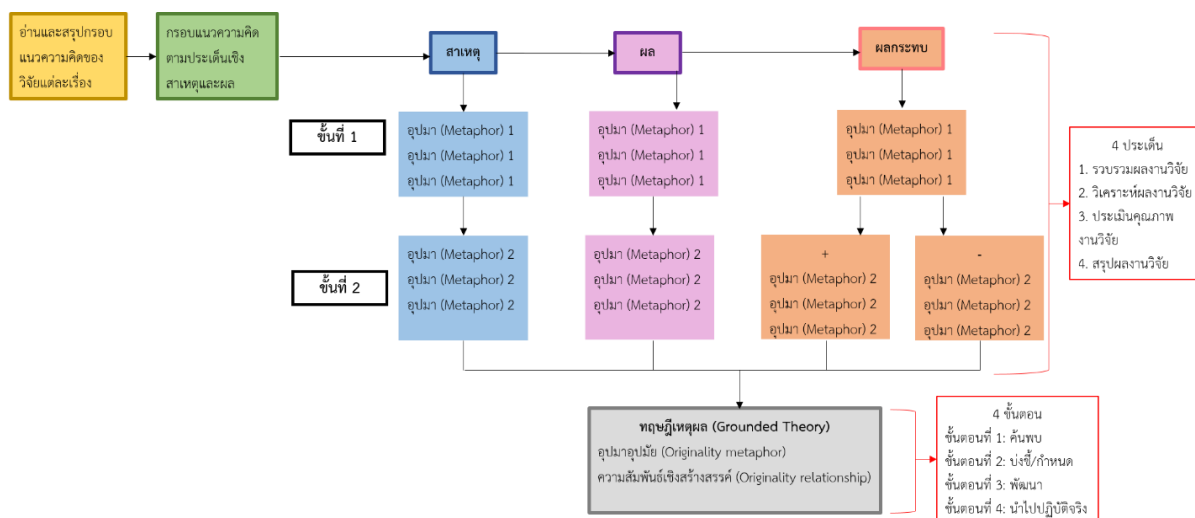 อ่านและสรุปกรอบ
แนวความคิดของ
วิจัยแต่ละเรื่อง
กรอบแนวความคิด
ตามประเด็นเชิง
สาเหตุและผล
สาเหตุ
ผล
ผลกระทบ
ขั้นที่ 1
อุปมา (Metaphor) 1
อุปมา (Metaphor) 1
อุปมา (Metaphor) 1
อุปมา (Metaphor) 1
อุปมา (Metaphor) 1
อุปมา (Metaphor) 1
อุปมา (Metaphor) 1
อุปมา (Metaphor) 1
อุปมา (Metaphor) 1
ขั้นที่ 2
อุปมา (Metaphor) 2
อุปมา (Metaphor) 2
อุปมา (Metaphor) 2
อุปมา (Metaphor) 2
อุปมา (Metaphor) 2
อุปมา (Metaphor) 2
+
อุปมา (Metaphor) 2
อุปมา (Metaphor) 2
อุปมา (Metaphor) 2
-
อุปมา (Metaphor) 2
อุปมา (Metaphor) 2
อุปมา (Metaphor) 2
4 ประเด็น
1. รวบรวมผลงานวิจัย
2. วิเคราะห์ผลงานวิจัย
3. ประเมินคุณภาพ
งานวิจัย
4. สรุปผลงานวิจัย
ทฤษฎีเหตุผล (Grounded Theory)
อุปมาอุปมัย (Originality metaphor)
ความสัมพันธ์เชิงสร้างสรรค์ (Originality relationship)
4 ขั้นตอน
ขั้นตอนที่ 1: ค้นพบ
ขั้นตอนที่ 2: บ่งชี้/กำหนด
ขั้นตอนที่ 3: พัฒนา
ขั้นตอนที่ 4: นำไปปฏิบัติจริง